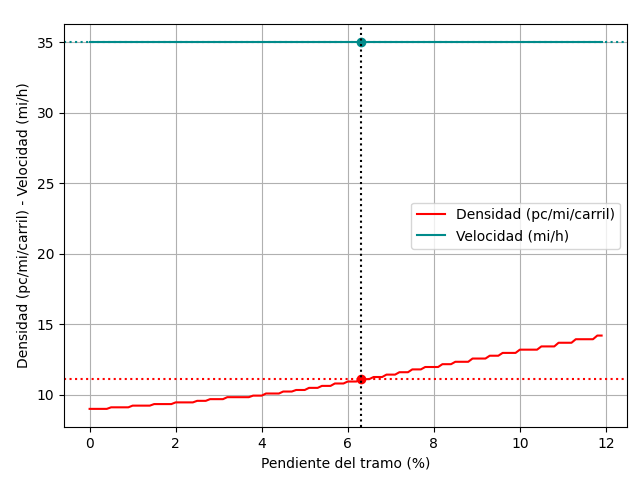 Densidad (pc/mi/carril) - Velocidad (mi/h)
35
30
25
20
15
10
Densidad (pc/mi/carril)
Velocidad (mi/h)
0 2 4 6 8 10 12
Pendiente del tramo (%)